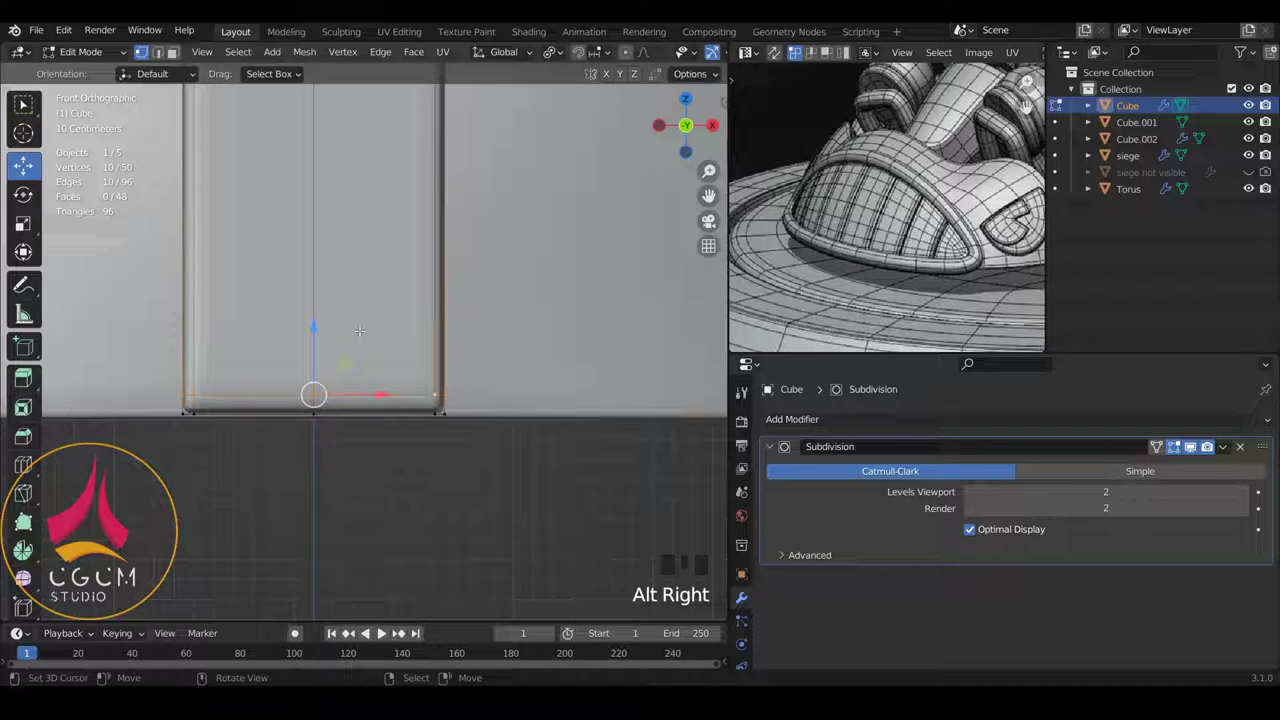 File Edit Render Window Help Layout Modeling Sculpting UV Editing Texture Paint Shading Animation Rendering Compositing Geometry Nodes Scripting Scene ViewLayer
Edit Mode View Select Add Mesh Vertex Edge Face UV Global View Select Image UV
Orientation: Default Drag: Select Box X Y Z Options
Front Orthographic
(1) Cube
10 Centimeters
Objects 1/5
Vertices 10/50
Edges 10/96
Faces 0/48
Triangles 96
Z
-Y
X
Scene Collection
Collection
Cube
Cube.001
Cube.002
siege
siege not visible
Torus
Cube > Subdivision
Add Modifier
Subdivision
Catmull-Clark Simple
Levels Viewport 2
Render 2
Optimal Display
Advanced
CGCM
STUDIO
Alt Right
Playback Keying View Marker 1 Start 1 End 250
1 20 40 60 80 100 120 140 160 180 200 220 240
Set 3D Cursor Move Rotate View Select Move 3.1.0